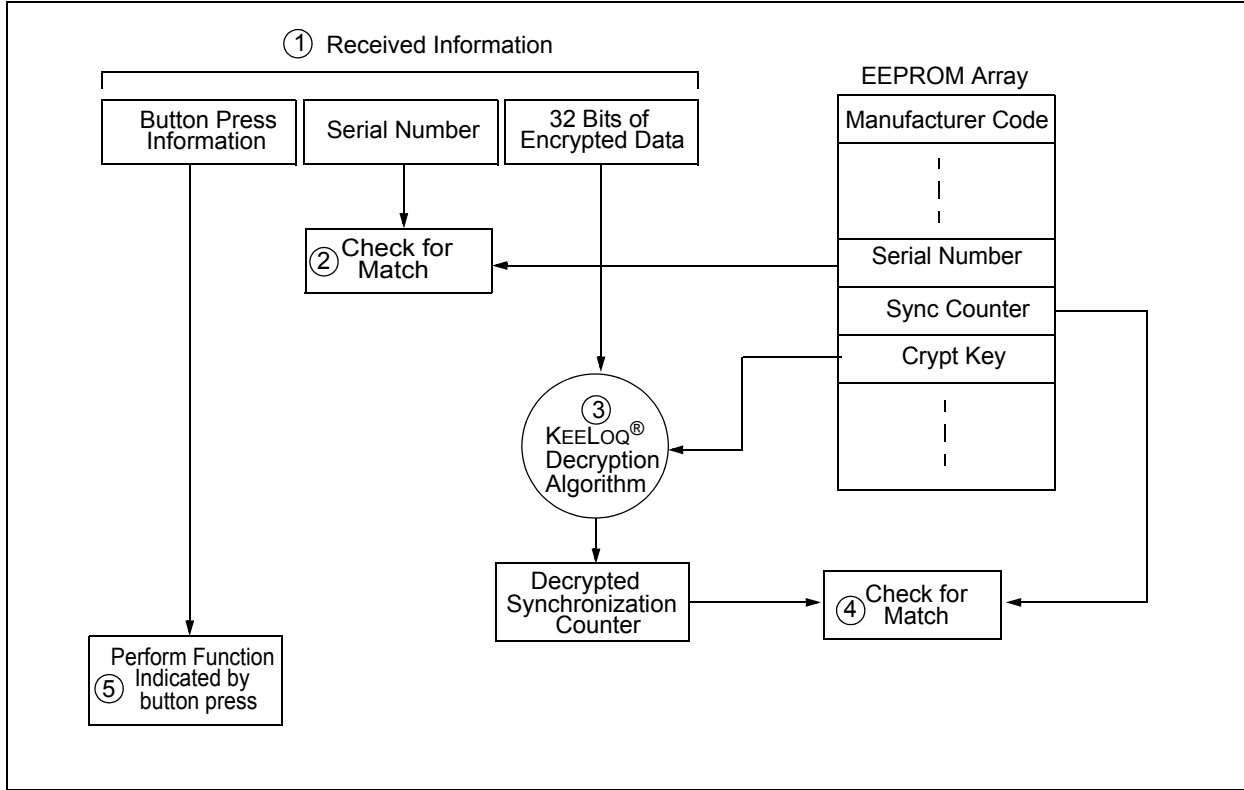 ① Received Information
EEPROM Array
Button Press
Information
Serial Number
32 Bits of
Encrypted Data
Manufacturer Code
② Check for
Match
Serial Number
Sync Counter
Crypt Key
③
KEELOQ®
Decryption
Algorithm
Decrypted
Synchronization
Counter
④ Check for
Match
Perform Function
⑤ Indicated by
button press